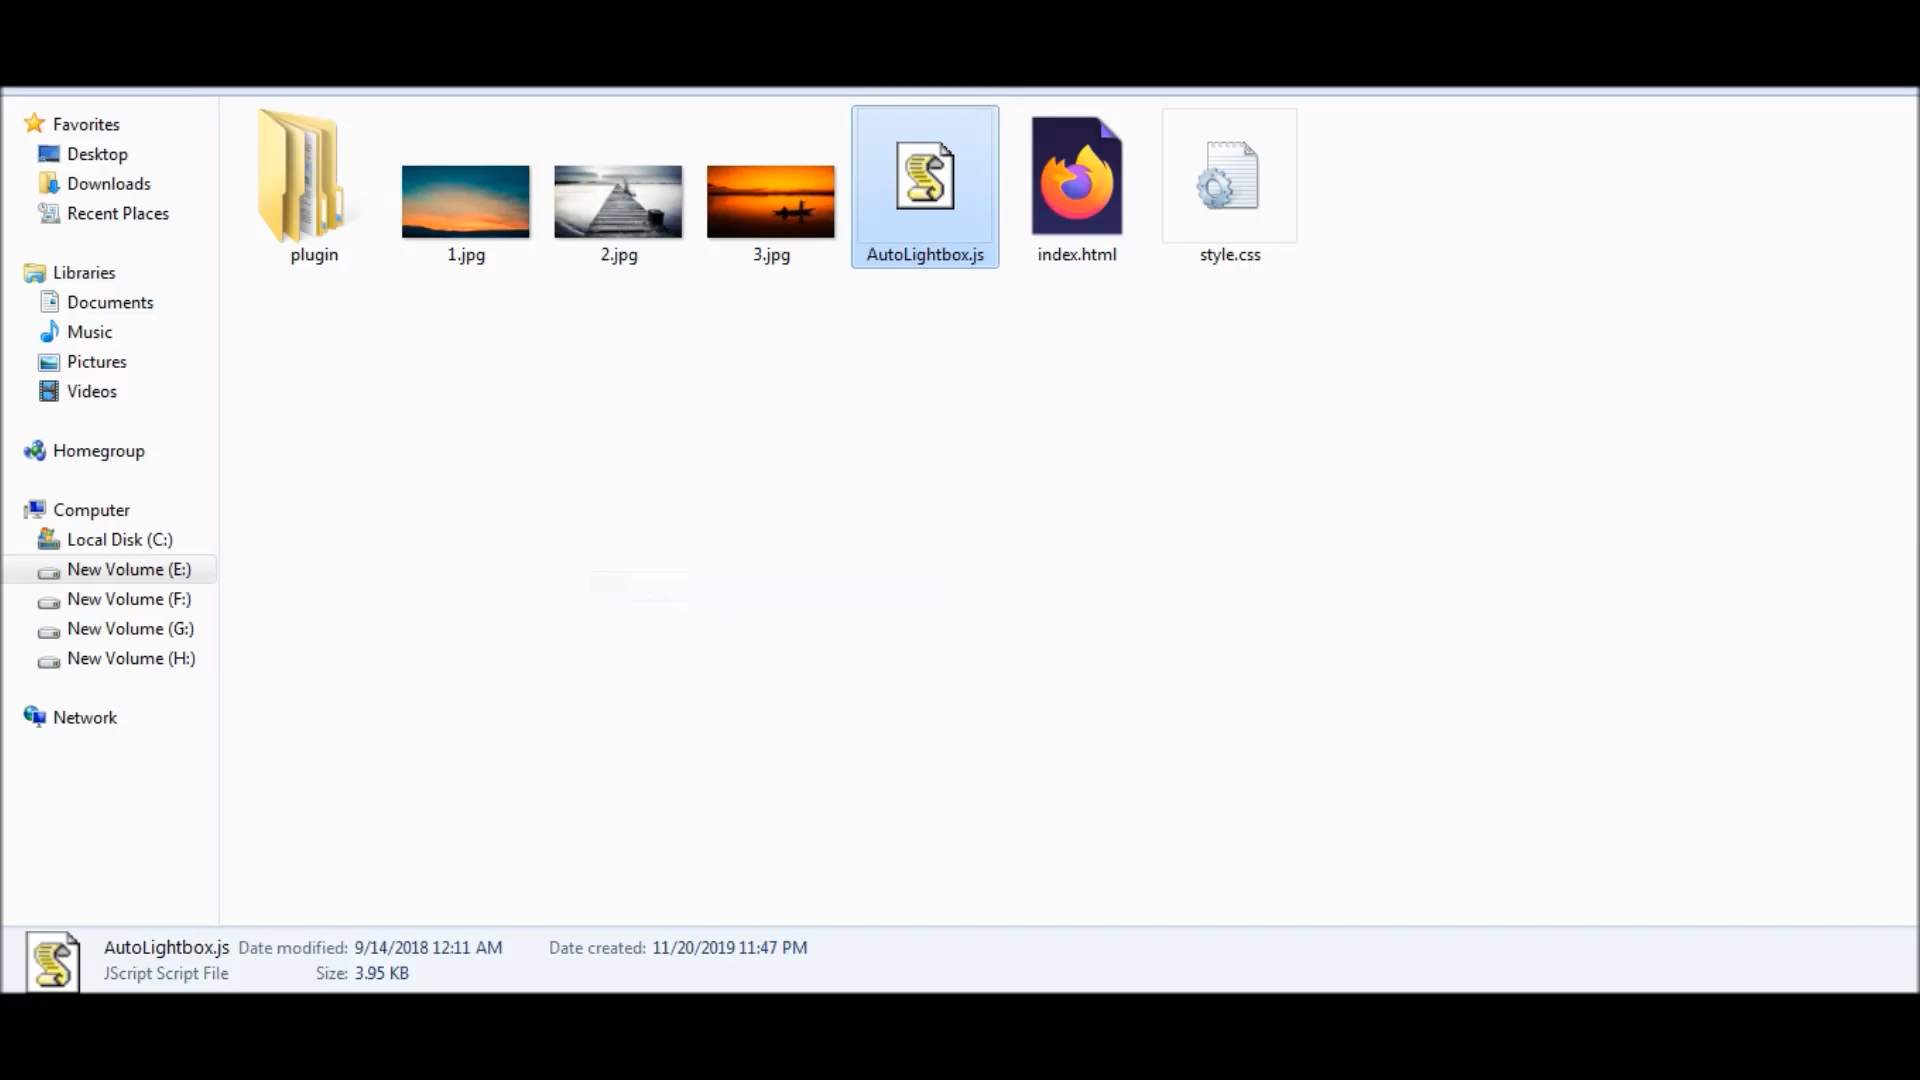 Favorites
Desktop
Downloads
Recent Places
Libraries
Documents
Music
Pictures
Videos
Homegroup
Computer
Local Disk (C:)
New Volume (E:)
New Volume (F:)
New Volume (G:)
New Volume (H:)
Network
plugin
1.jpg
2.jpg
3.jpg
AutoLightbox.js
index.html
style.css
AutoLightbox.js Date modified: 9/14/2018 12:11 AM Date created: 11/20/2019 11:47 PM
JScript Script File Size: 3.95 KB